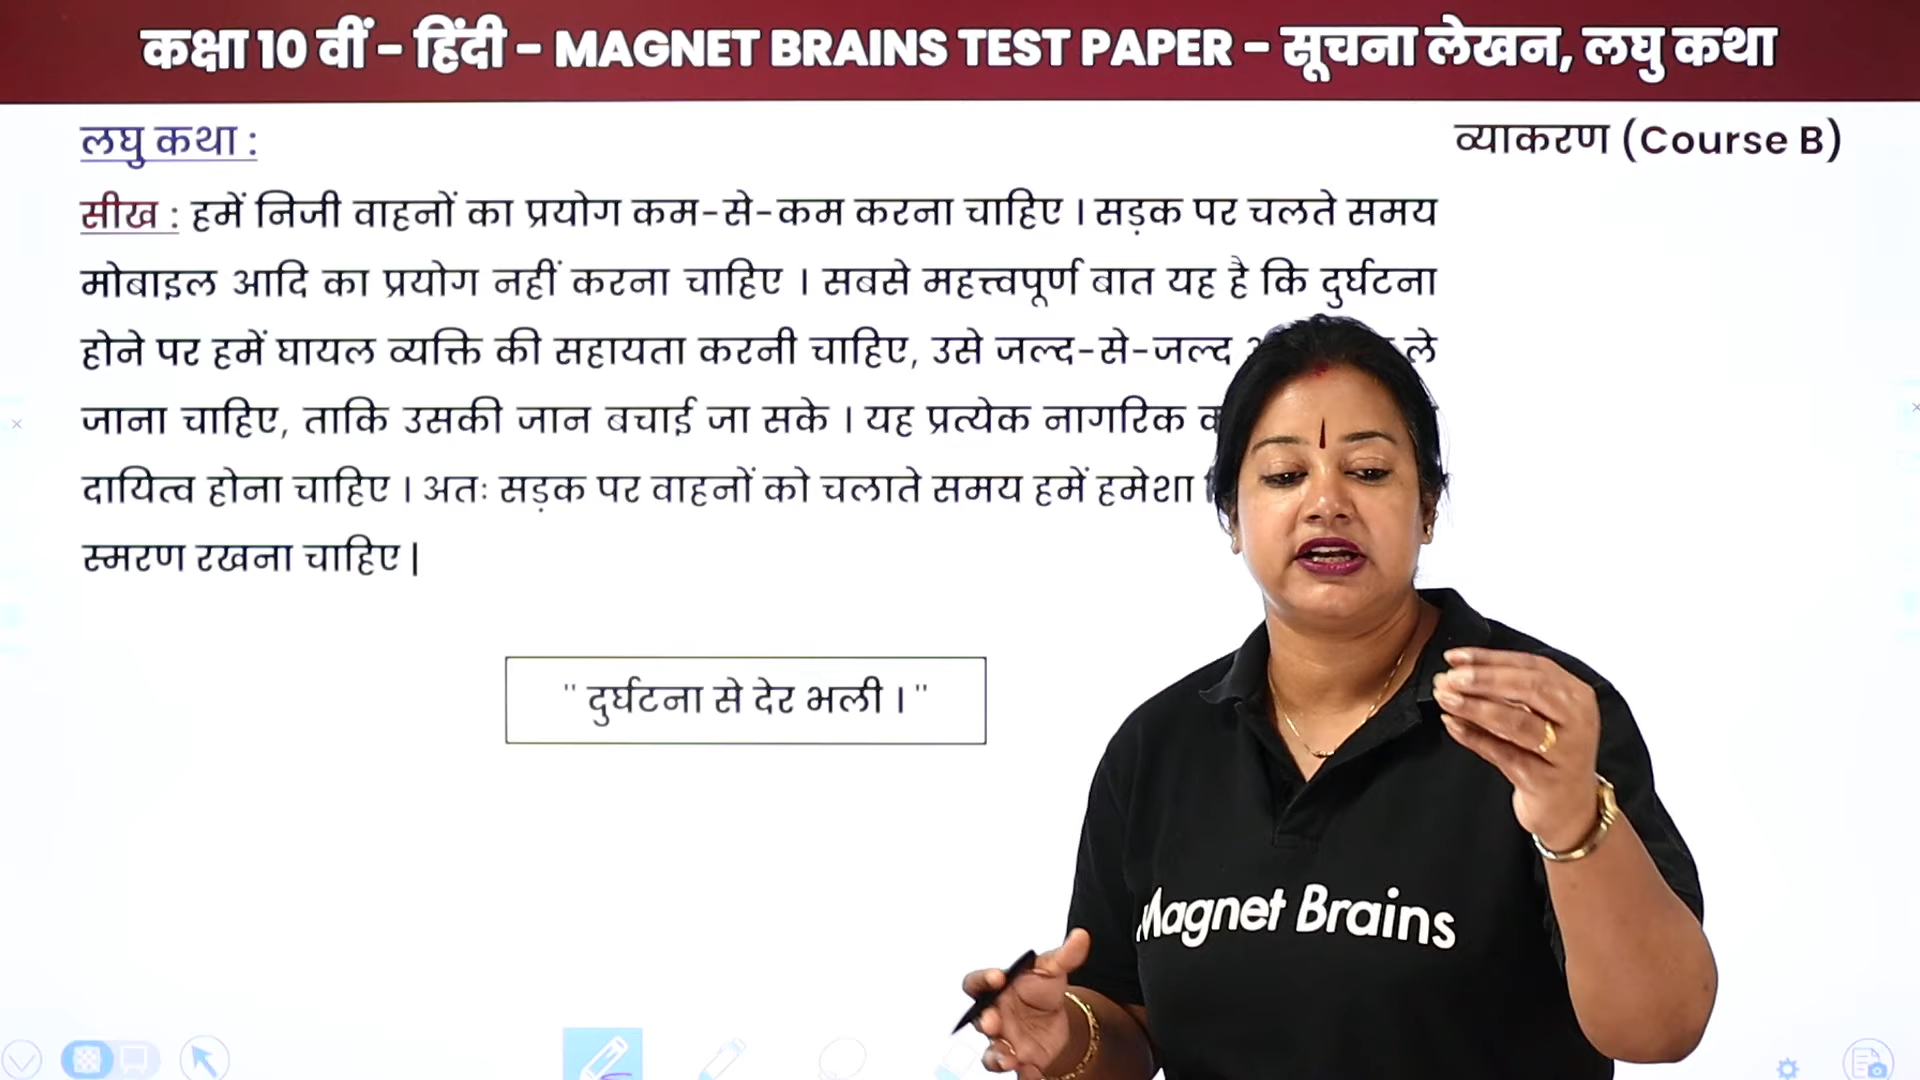 कक्षा 10 वीं - हिंदी - MAGNET BRAINS TEST PAPER - सूचना लेखन, लघु कथा
लघु कथा :
व्याकरण (Course B)
सीख : हमें निजी वाहनों का प्रयोग कम-से-कम करना चाहिए । सड़क पर चलते समय
मोबाइल आदि का प्रयोग नहीं करना चाहिए । सबसे महत्त्वपूर्ण बात यह है कि दुर्घटना
होने पर हमें घायल व्यक्ति की सहायता करनी चाहिए, उसे जल्द-से-जल्द ले
जाना चाहिए, ताकि उसकी जान बचाई जा सके । यह प्रत्येक नागरिक
दायित्व होना चाहिए । अतः सड़क पर वाहनों को चलाते समय हमें हमेशा
स्मरण रखना चाहिए |
" दुर्घटना से देर भली । "
Magnet Brains